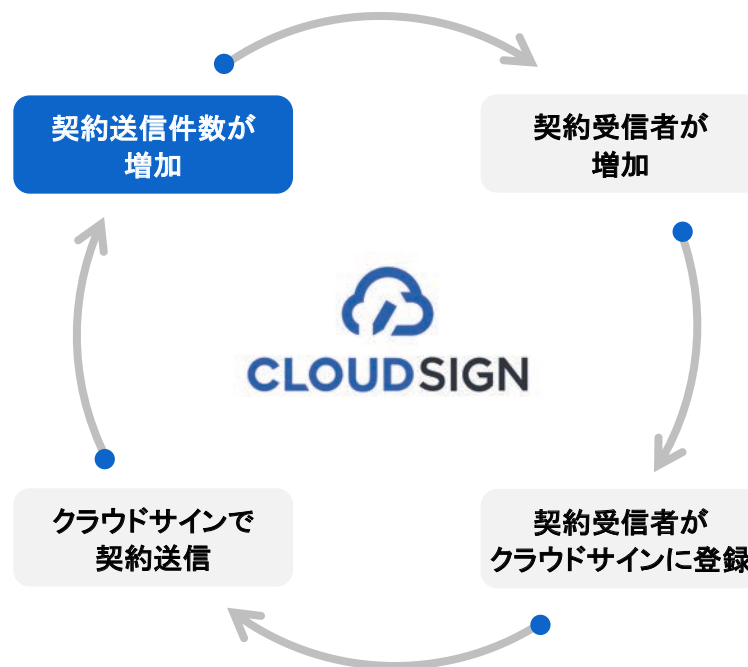 契約送信件数が
増加
契約受信者が
増加
CLOUDSIGN
クラウドサインで
契約送信
契約受信者が
クラウドサインに登録